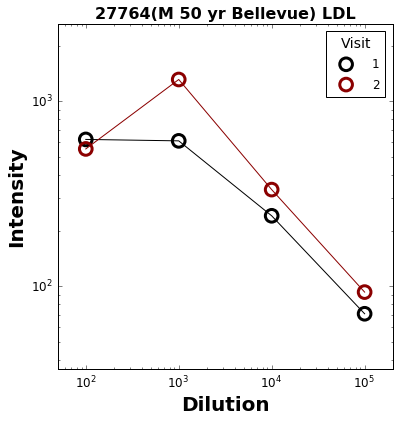 27764(M 50 yr Bellevue) LDL
Visit
1
2
Intensity
10³
10²
10² 10³ 10⁴ 10⁵
Dilution